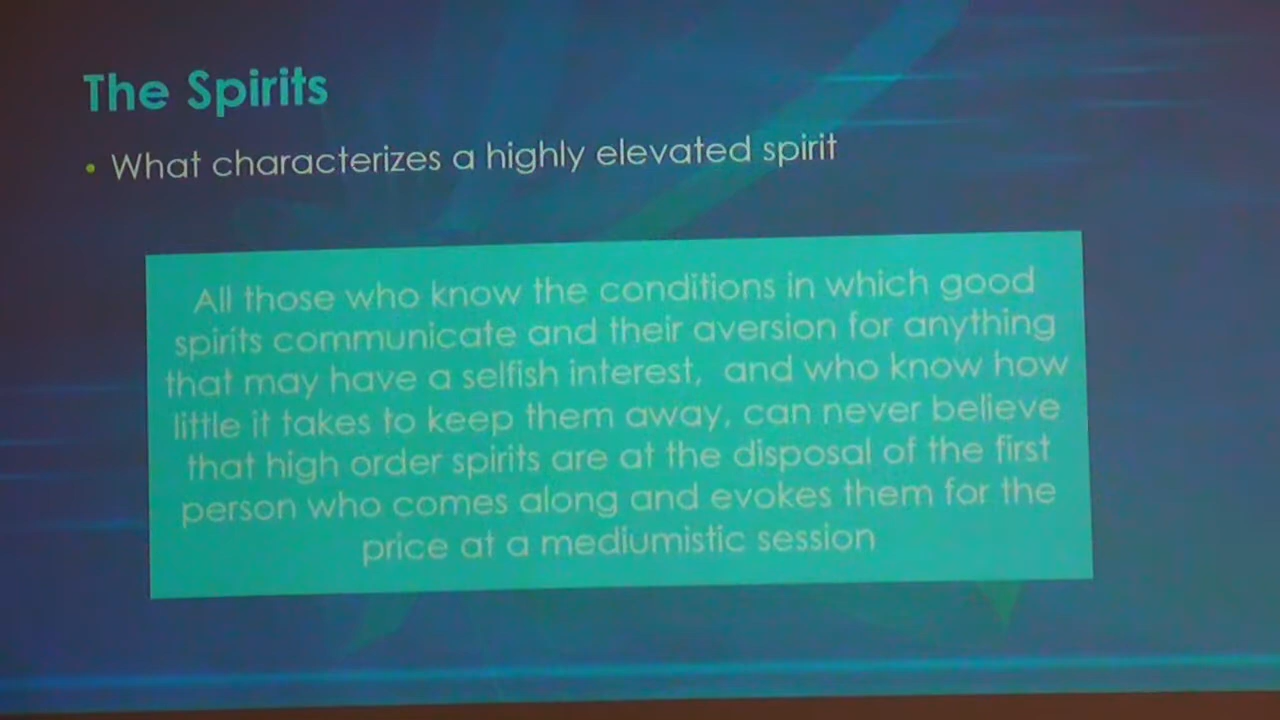 The Spirits
• What characterizes a highly elevated spirit
All those who know the conditions in which good
spirits communicate and their aversion for anything
that may have a selfish interest, and who know how
little it takes to keep them away, can never believe
that high order spirits are at the disposal of the first
person who comes along and evokes them for the
price at a mediumistic session